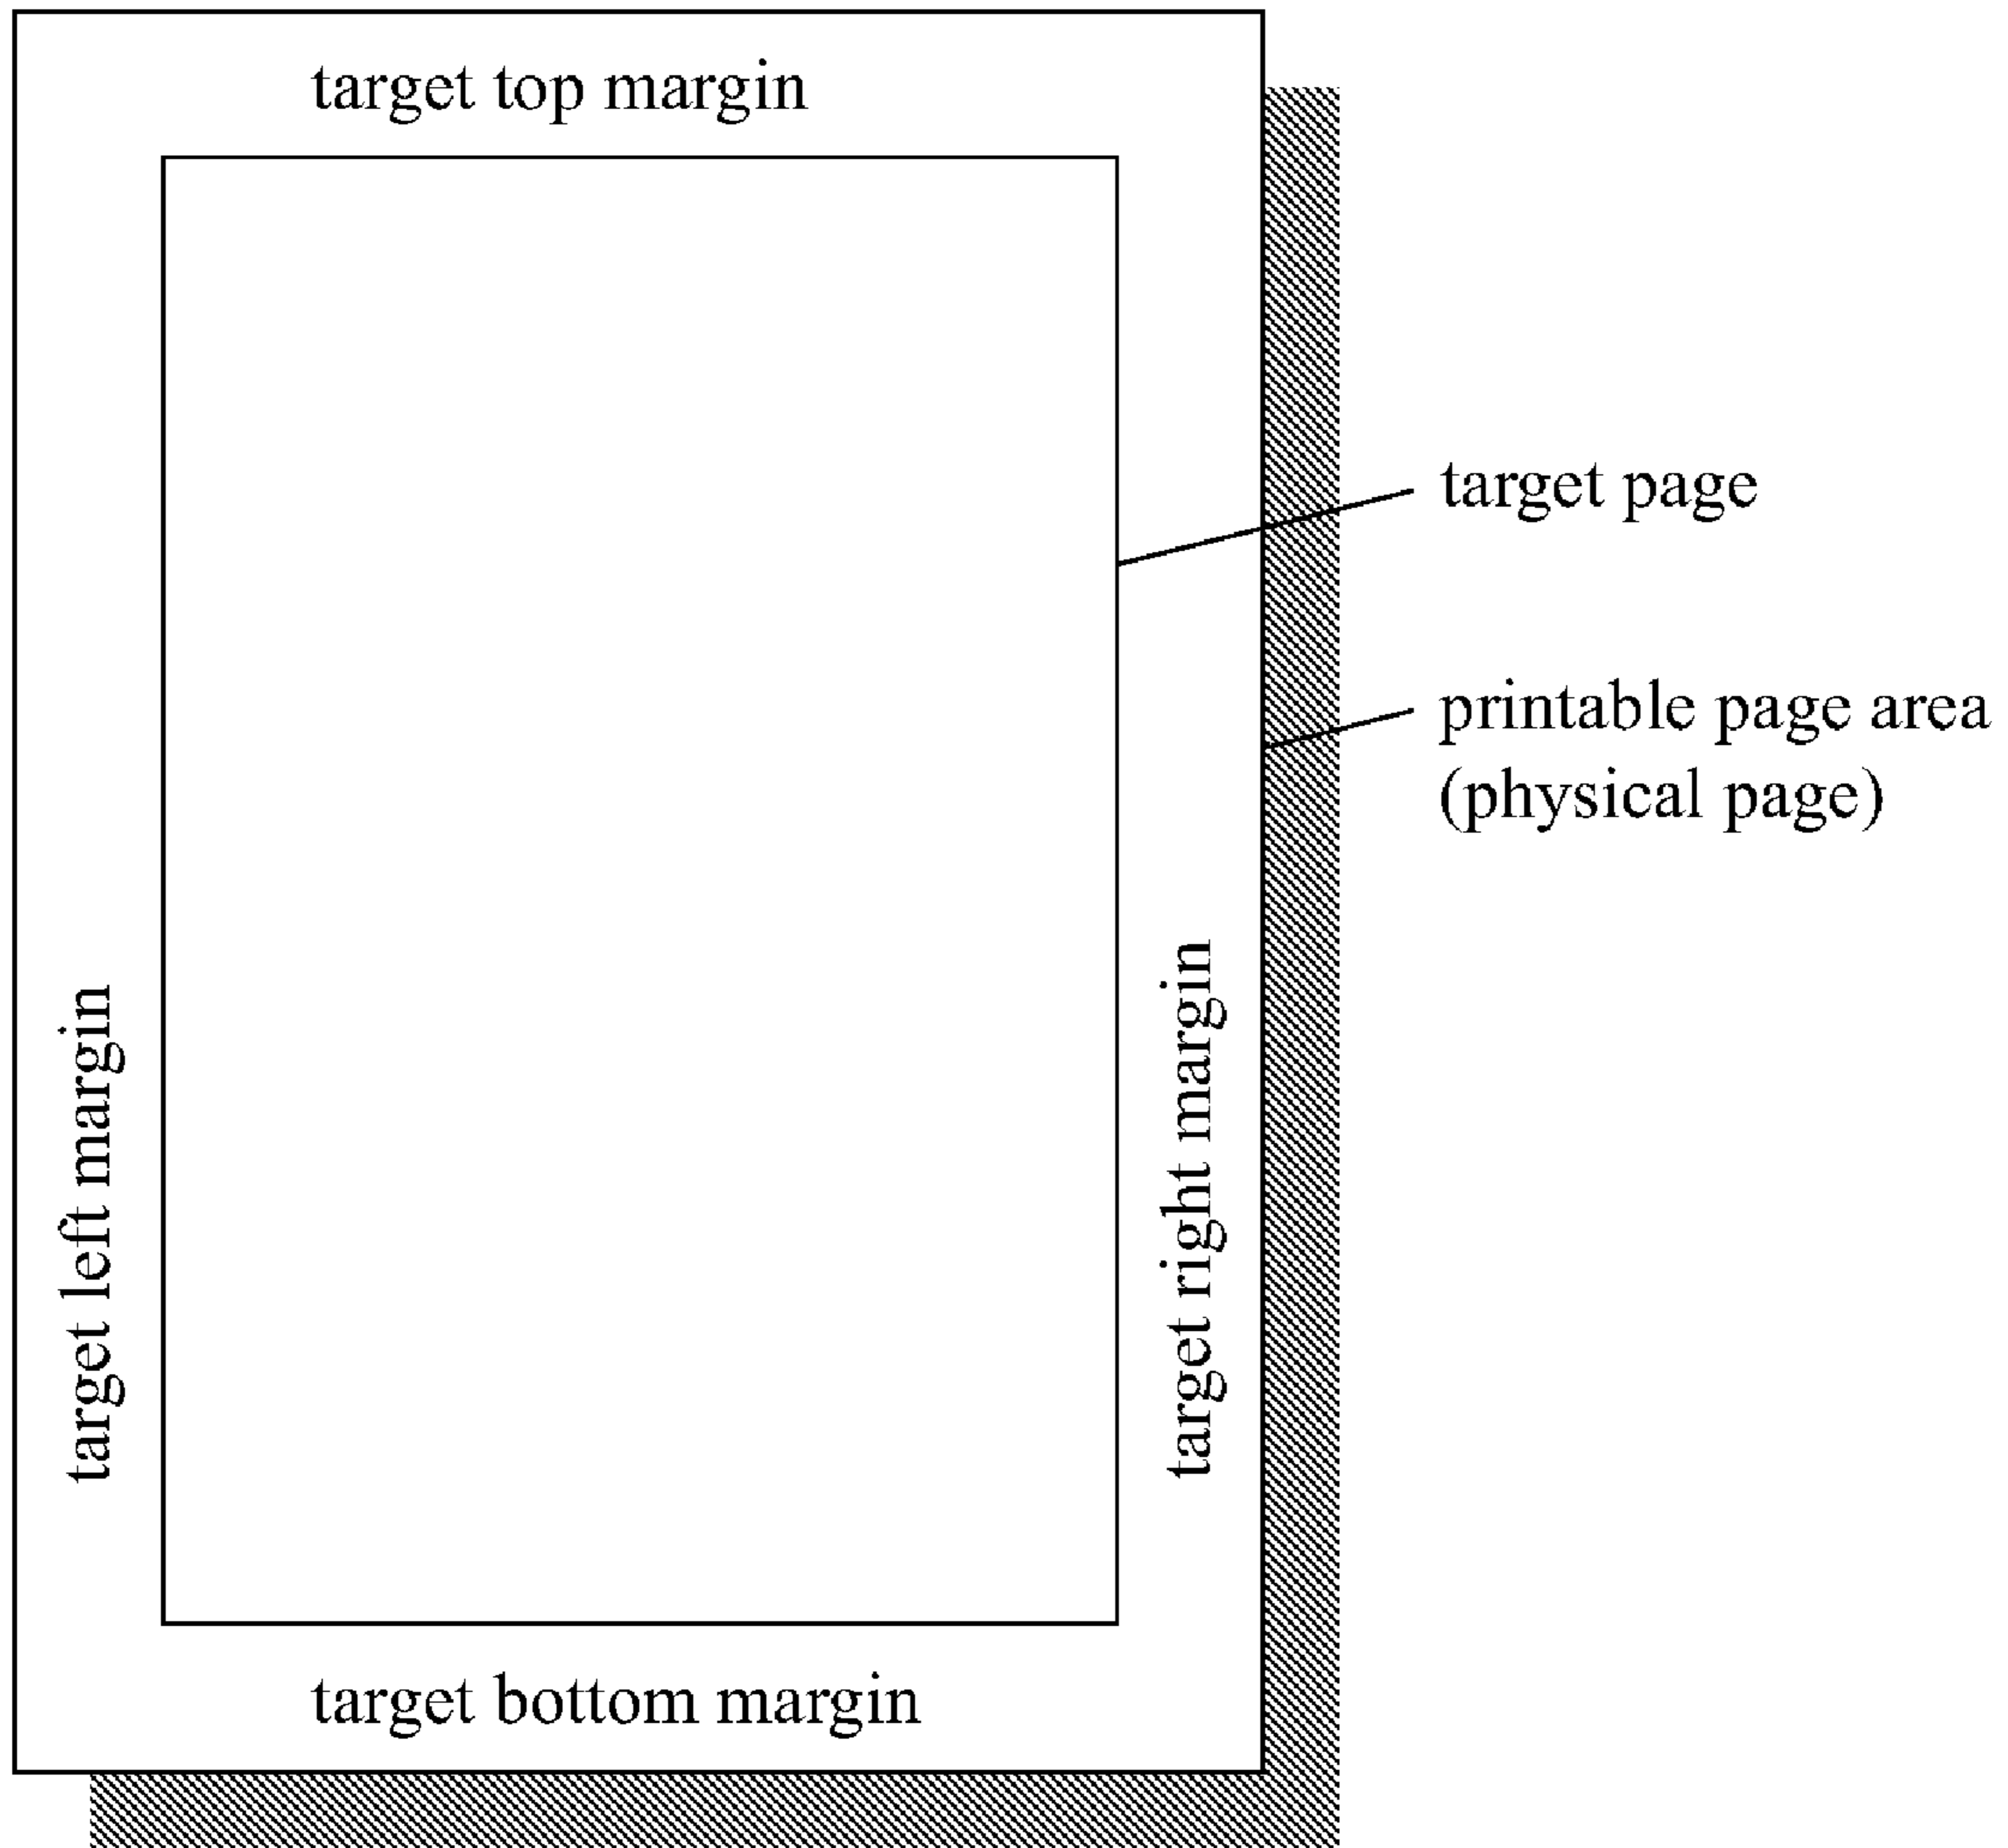 target top margin
target page
printable page area
(physical page)
target left margin
target right margin
target bottom margin